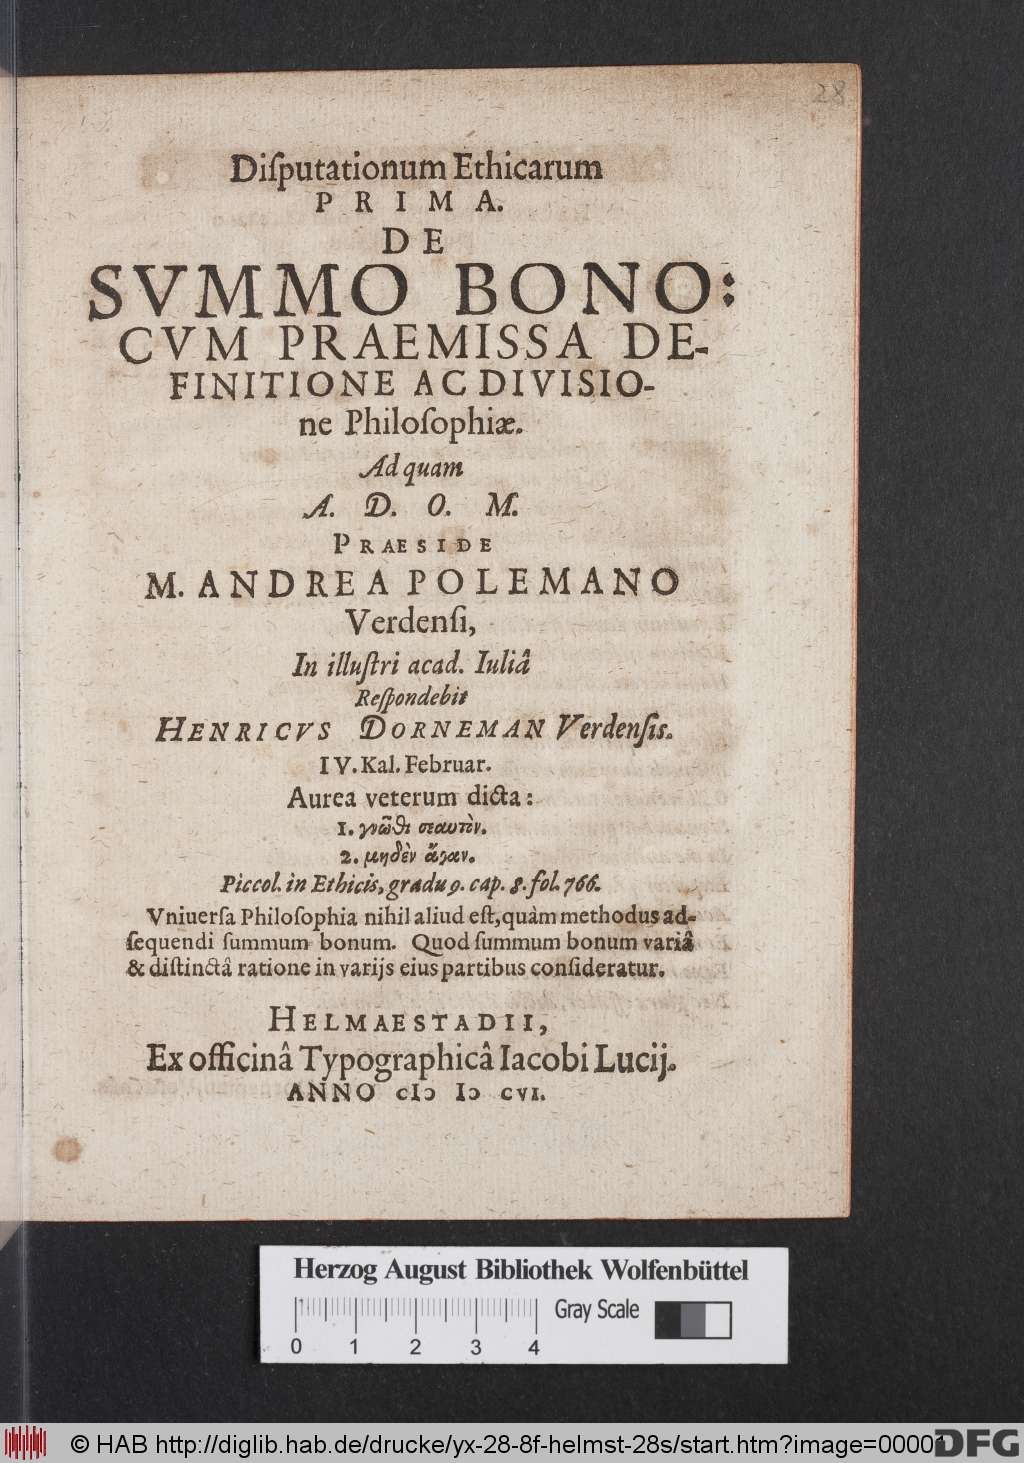 28
Diſputationum Ethicarum
PRIMA.
DE
SVMMO BONO:
CVM PRAEMISSA DE-
FINITIONE AC DIVISIO-
ne Philoſophiæ.
Ad quam
A. D. O. M.
PRAESIDE
M. ANDREA POLEMANO
Verdenſi,
In illuſtri acad. Iuliâ
Reſpondebit
HENRICVS DORNEMAN Verdenſis.
IV. Kal. Februar.
Aurea veterum dicta:
1. γνῶθι σεαυτὸν.
2. μηδὲν ἄγαν.
Piccol. in Ethicis, gradu 9. cap. 8. fol. 766.
Vniuerſa Philoſophia nihil aliud eſt, quàm methodus ad-
ſequendi ſummum bonum. Quod ſummum bonum variâ
& diſtinctâ ratione in varijs eius partibus conſideratur.
HELMAESTADII,
Ex officinâ Typographicâ Iacobi Lucij.
ANNO cIɔ Iɔ cvi.
Herzog August Bibliothek Wolfenbüttel
Gray Scale
0 1 2 3 4
© HAB http://diglib.hab.de/drucke/yx-28-8f-helmst-28s/start.htm?image=00001
DFG